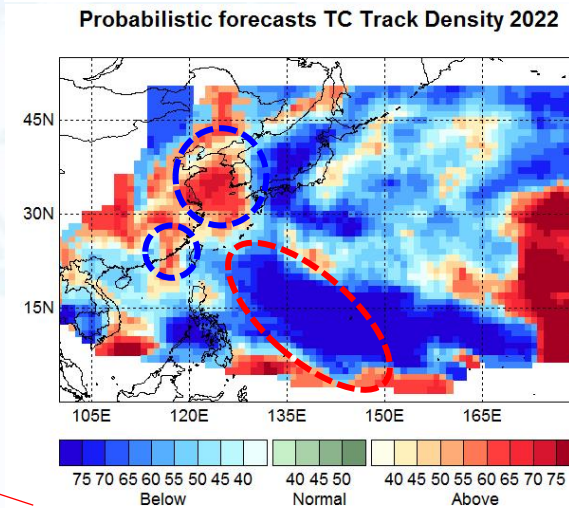 Probabilistic forecasts TC Track Density 2022
45N
30N
15N
105E 120E 135E 150E 165E
75 70 65 60 55 50 45 40 40 45 50 40 45 50 55 60 65 70 75
Below Normal Above